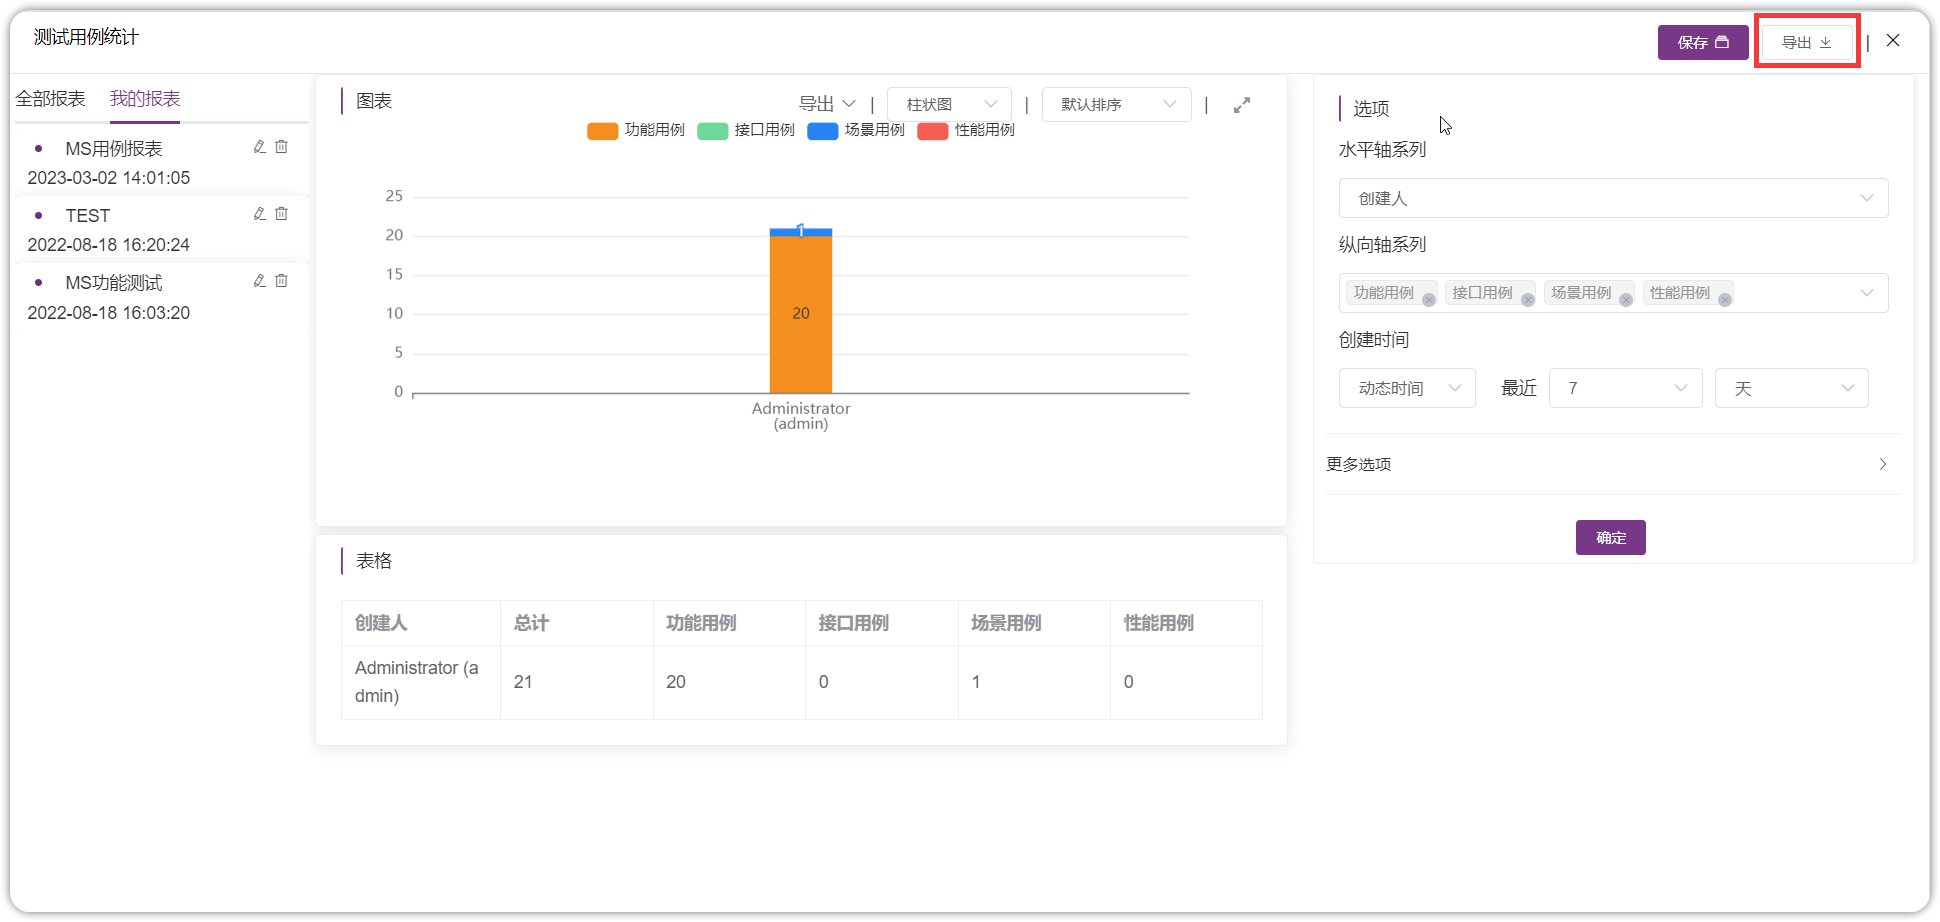 测试用例统计
保存
导出
全部报表 我的报表
MS用例报表
2023-03-02 14:01:05
TEST
2022-08-18 16:20:24
MS功能测试
2022-08-18 16:03:20
图表
导出 | 柱状图 | 默认排序 |
功能用例 接口用例 场景用例 性能用例
25
20
15
10
5
0
1
20
Administrator
(admin)
表格
创建人 总计 功能用例 接口用例 场景用例 性能用例
Administrator (a
dmin)
21 20 0 1 0
选项
水平轴系列
创建人
纵向轴系列
功能用例 接口用例 场景用例 性能用例
创建时间
动态时间 最近 7 天
更多选项
确定